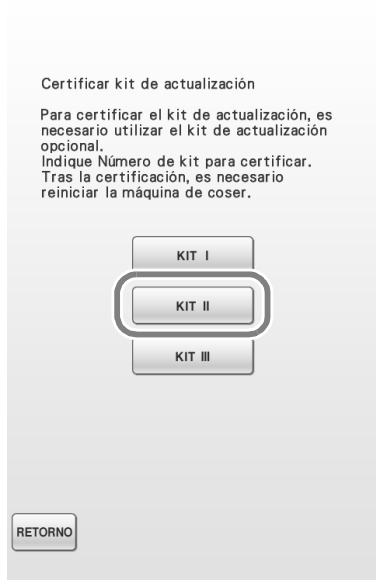 Certificar kit de actualización
Para certificar el kit de actualización, es
necesario utilizar el kit de actualización
opcional.
Indique Número de kit para certificar.
Tras la certificación, es necesario
reiniciar la máquina de coser.
KIT I
KIT II
KIT III
RETORNO